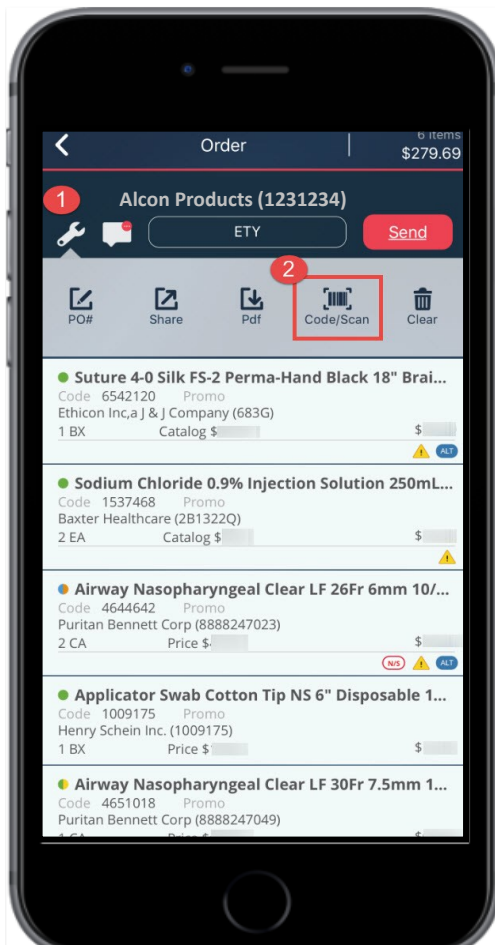 6 items
Order
$279.69
1
Alcon Products (1231234)
ETY
Send
2
PO#
Share
Pdf
Code/Scan
Clear
Suture 4-0 Silk FS-2 Perma-Hand Black 18" Brai...
Code 6542120 Promo
Ethicon Inc,a J & J Company (683G)
1 BX Catalog $ $
ALT
Sodium Chloride 0.9% Injection Solution 250mL...
Code 1537468 Promo
Baxter Healthcare (2B1322Q)
2 EA Catalog $ $
Airway Nasopharyngeal Clear LF 26Fr 6mm 10/...
Code 4644642 Promo
Puritan Bennett Corp (8888247023)
2 CA Price $ $
N/S ALT
Applicator Swab Cotton Tip NS 6" Disposable 1...
Code 1009175 Promo
Henry Schein Inc. (1009175)
1 BX Price $ $
Airway Nasopharyngeal Clear LF 30Fr 7.5mm 1...
Code 4651018 Promo
Puritan Bennett Corp (8888247049)